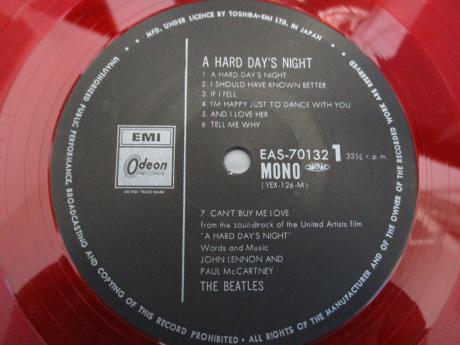 • MFD. UNDER LICENCE BY TOSHIBA-EMI LTD. IN JAPAN •
UNAUTHORIZED PUBLIC PERFORMANCE, BROADCASTING AND COPYING OF THIS RECORD PROHIBITED • ALL RIGHTS OF THE MANUFACTURER AND OF THE OWNER OF THE RECORDED WORK ARE RESERVED
A HARD DAY'S NIGHT
1 A HARD DAY'S NIGHT
2. I SHOULD HAVE KNOWN BETTER
3. IF I FELL
4. I'M HAPPY JUST TO DANCE WITH YOU
5. AND I LOVE HER
6 TELL ME WHY
EMI
Odeon
RECORDS
AN EMI TRADE MARK
EAS-70132 1 33⅓ r.p.m.
MONO
(YEX-126-M)
7 CAN'T BUY ME LOVE
from the soundtrack of the United Artists film
"A HARD DAY'S NIGHT"
Words and Music
JOHN LENNON AND
PAUL McCARTNEY
THE BEATLES